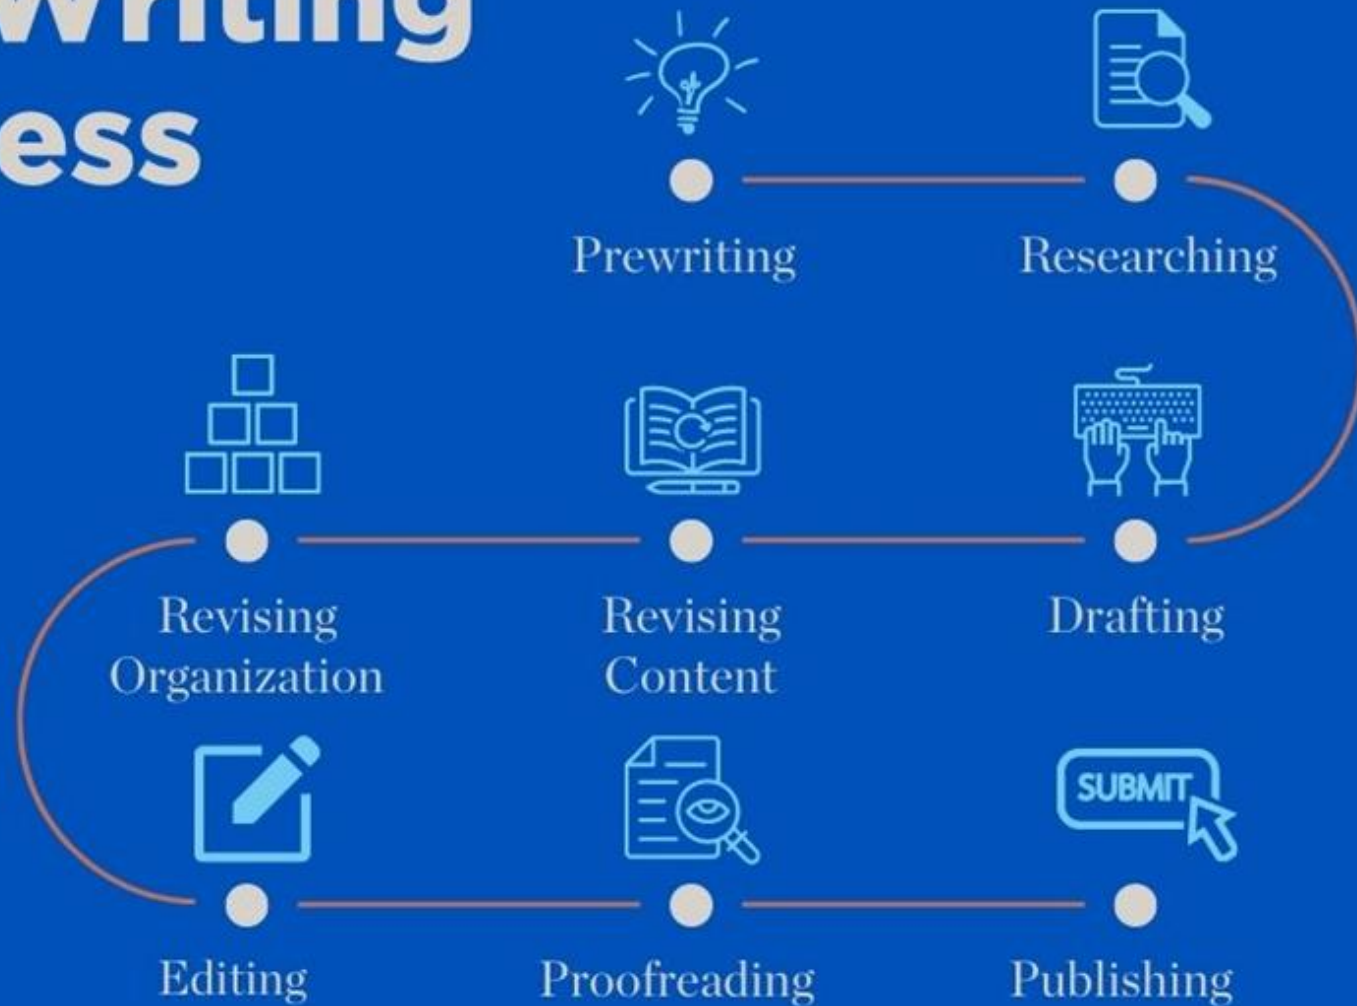 Writing
ess
Prewriting
Researching
Revising
Organization
Revising
Content
Drafting
SUBMIT
Editing
Proofreading
Publishing